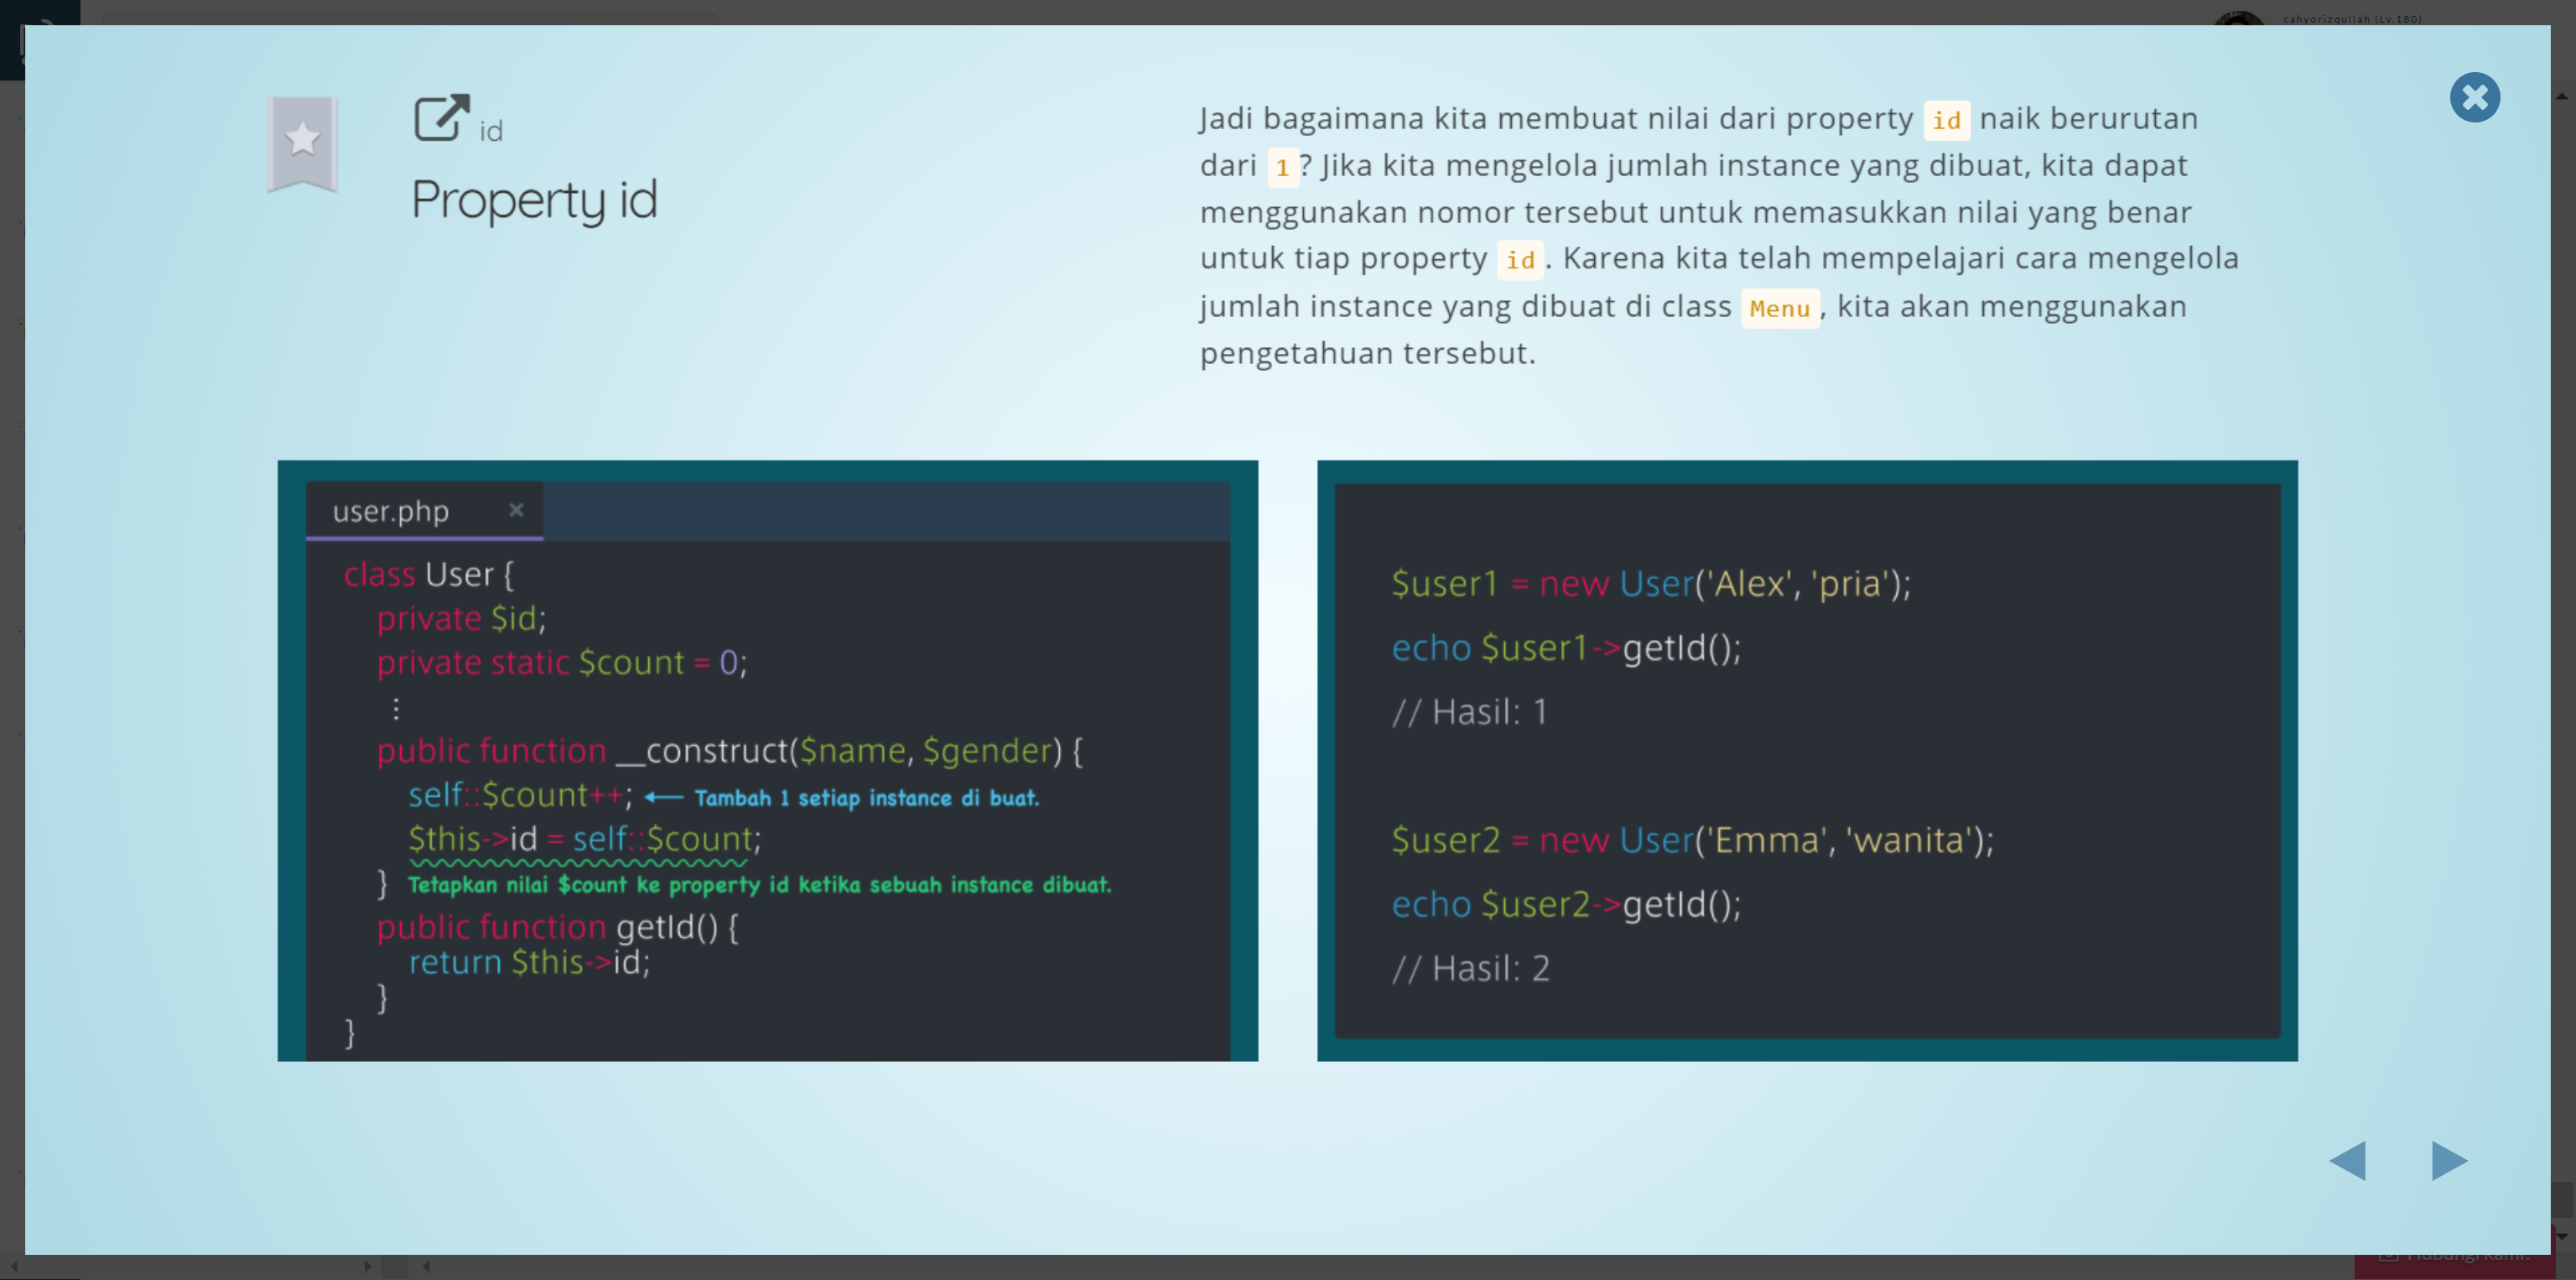 cahyorizqullah (Lv.180)
id
Property id
Jadi bagaimana kita membuat nilai dari property id naik berurutan
dari 1? Jika kita mengelola jumlah instance yang dibuat, kita dapat
menggunakan nomor tersebut untuk memasukkan nilai yang benar
untuk tiap property id. Karena kita telah mempelajari cara mengelola
jumlah instance yang dibuat di class Menu, kita akan menggunakan
pengetahuan tersebut.
user.php
class User {
private $id;
private static $count = 0;
⋮
public function __construct($name, $gender) {
self::$count++; ← Tambah 1 setiap instance di buat.
$this->id = self::$count;
} Tetapkan nilai $count ke property id ketika sebuah instance dibuat.
public function getId() {
return $this->id;
}
}
$user1 = new User('Alex', 'pria');
echo $user1->getId();
// Hasil: 1
$user2 = new User('Emma', 'wanita');
echo $user2->getId();
// Hasil: 2
Hubungi kami.